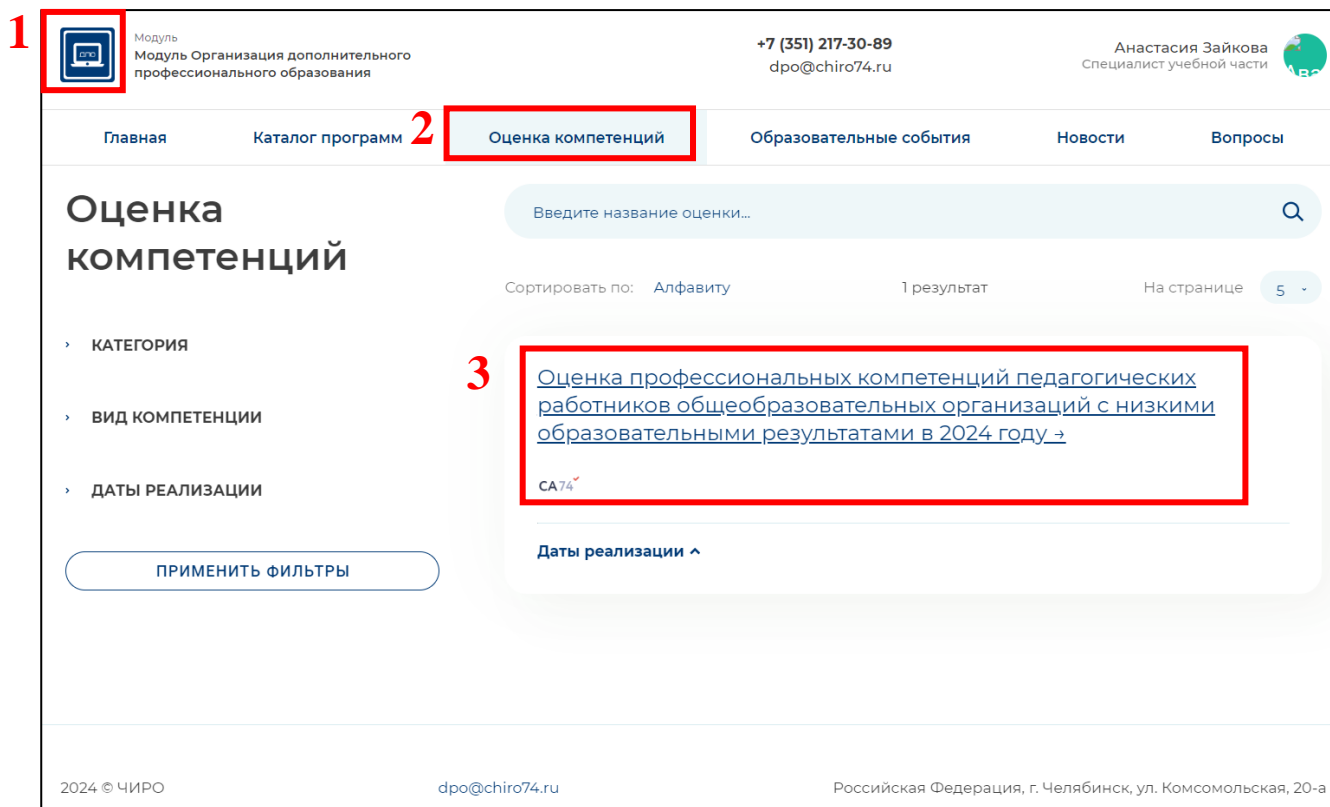 1
Модуль
Модуль Организация дополнительного
профессионального образования
дпо
+7 (351) 217-30-89
dpo@chiro74.ru
Анастасия Зайкова
Специалист учебной части
Ава
Главная Каталог программ 2 Оценка компетенций Образовательные события Новости Вопросы
Оценка
компетенций
Введите название оценки...
Сортировать по: Алфавиту 1 результат На странице 5
КАТЕГОРИЯ
ВИД КОМПЕТЕНЦИИ
ДАТЫ РЕАЛИЗАЦИИ
ПРИМЕНИТЬ ФИЛЬТРЫ
3
Оценка профессиональных компетенций педагогических
работников общеобразовательных организаций с низкими
образовательными результатами в 2024 году →
СА74
Даты реализации
2024 © ЧИРО dpo@chiro74.ru Российская Федерация, г. Челябинск, ул. Комсомольская, 20-а